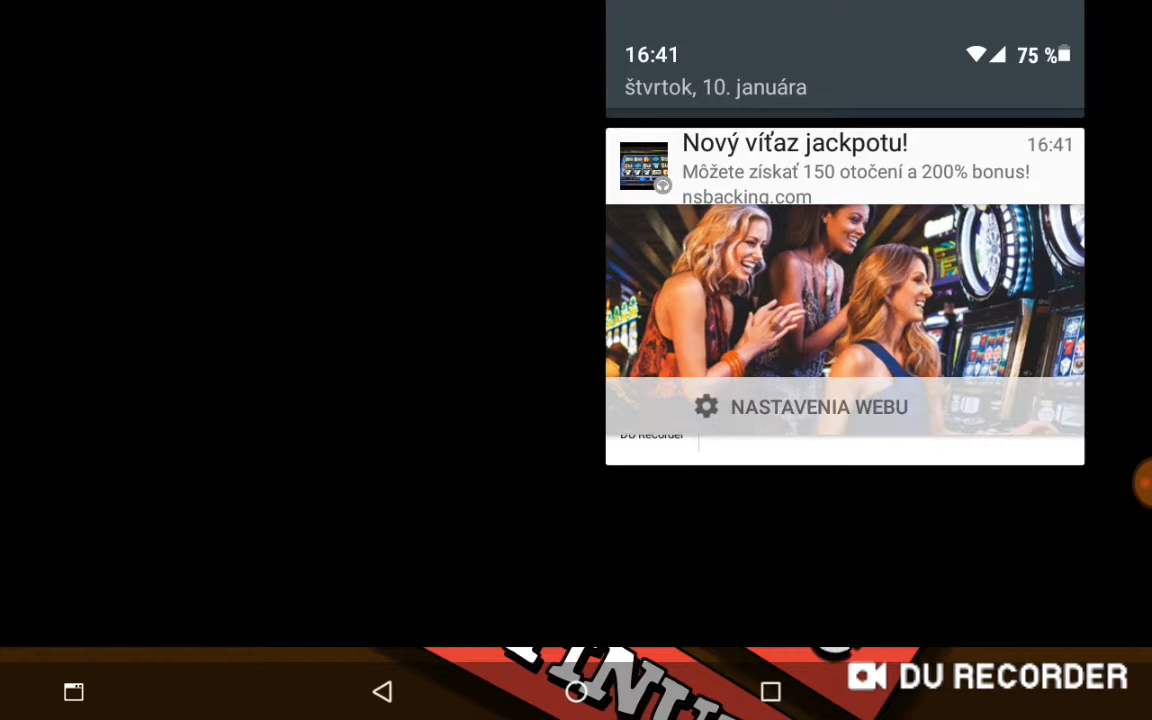 16:41
75 %
štvrtok, 10. januára
Nový víťaz jackpotu!
16:41
Môžete získať 150 otočení a 200% bonus!
nsbacking.com
NASTAVENIA WEBU
DU Recorder
DU RECORDER